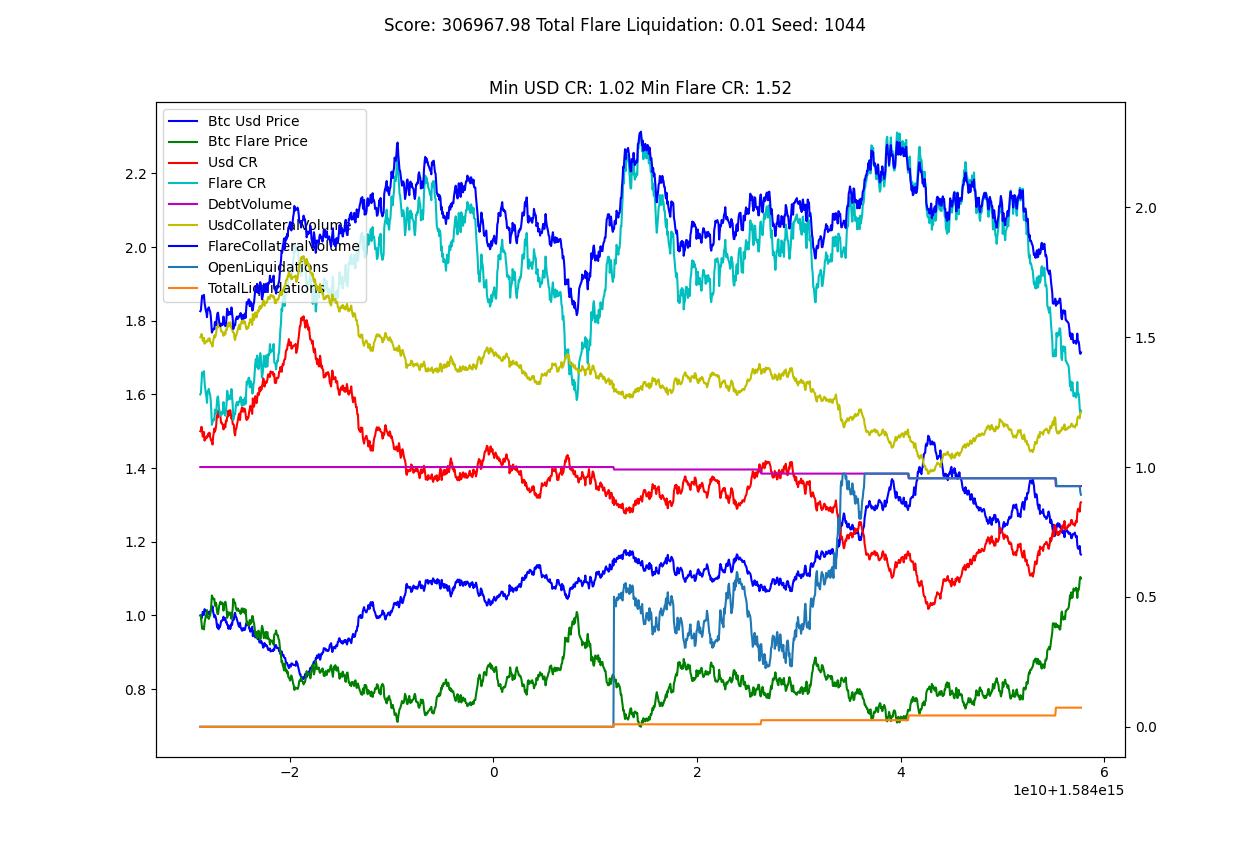 Score: 306967.98 Total Flare Liquidation: 0.01 Seed: 1044
Min USD CR: 1.02 Min Flare CR: 1.52
Btc Usd Price
Btc Flare Price
Usd CR
Flare CR
DebtVolume
UsdCollateralVolume
FlareCollateralVolume
OpenLiquidations
TotalLiquidations
2.2
2.0
1.8
1.6
1.4
1.2
1.0
0.8
2.0
1.5
1.0
0.5
0.0
−2
0
2
4
6
1e10+1.584e15